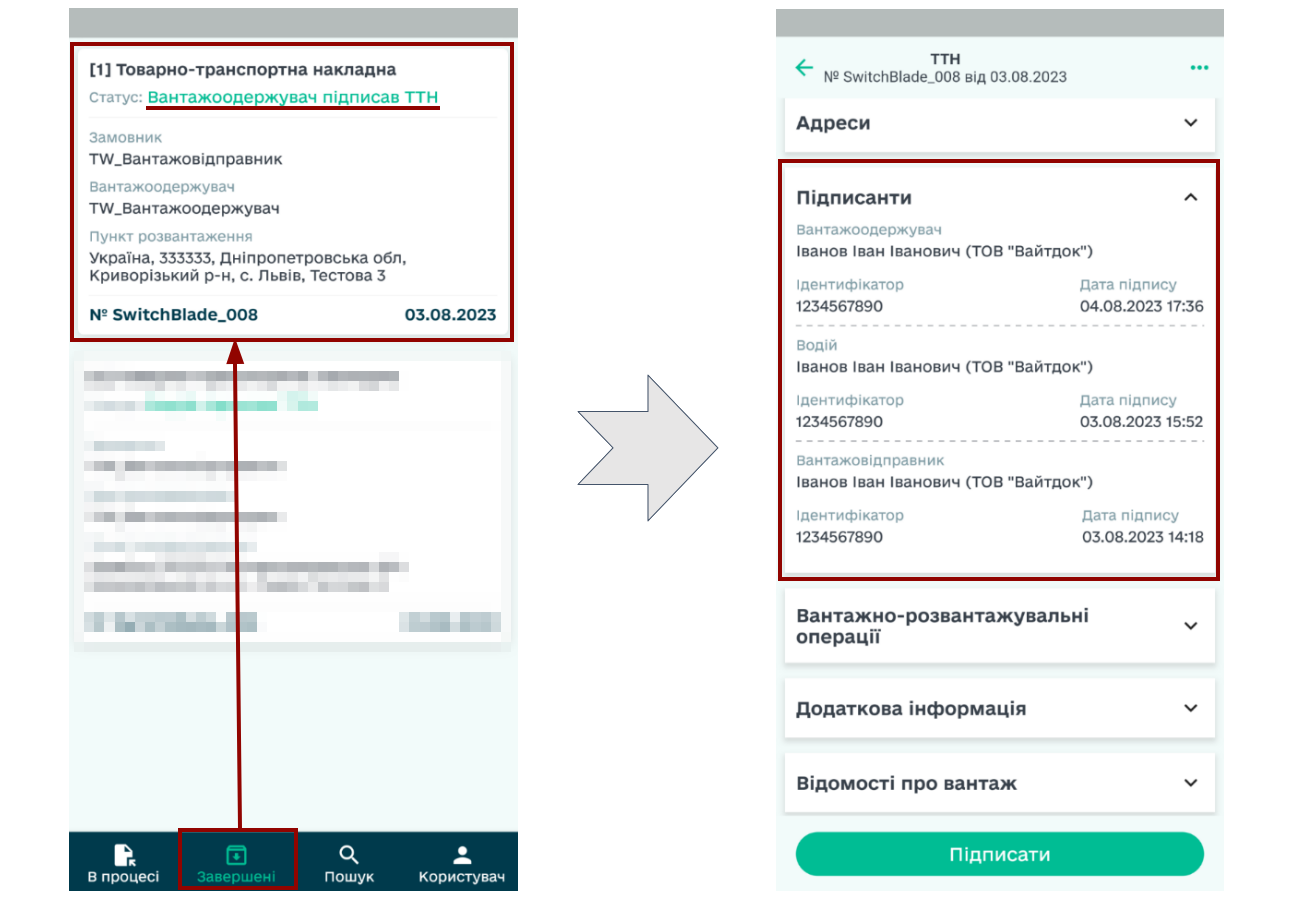 [1] Товарно-транспортна накладна
Статус: Вантажоодержувач підписав ТТН
Замовник
TW_Вантажовідправник
Вантажоодержувач
TW_Вантажоодержувач
Пункт розвантаження
Україна, 333333, Дніпропетровська обл,
Криворізький р-н, с. Львів, Тестова 3
№ SwitchBlade_008 03.08.2023
В процесі Завершені Пошук Користувач
ТТН
№ SwitchBlade_008 від 03.08.2023
Адреси
Підписанти
Вантажоодержувач
Іванов Іван Іванович (ТОВ "Вайтдок")
Ідентифікатор Дата підпису
1234567890 04.08.2023 17:36
Водій
Іванов Іван Іванович (ТОВ "Вайтдок")
Ідентифікатор Дата підпису
1234567890 03.08.2023 15:52
Вантажовідправник
Іванов Іван Іванович (ТОВ "Вайтдок")
Ідентифікатор Дата підпису
1234567890 03.08.2023 14:18
Вантажно-розвантажувальні
операції
Додаткова інформація
Відомості про вантаж
Підписати